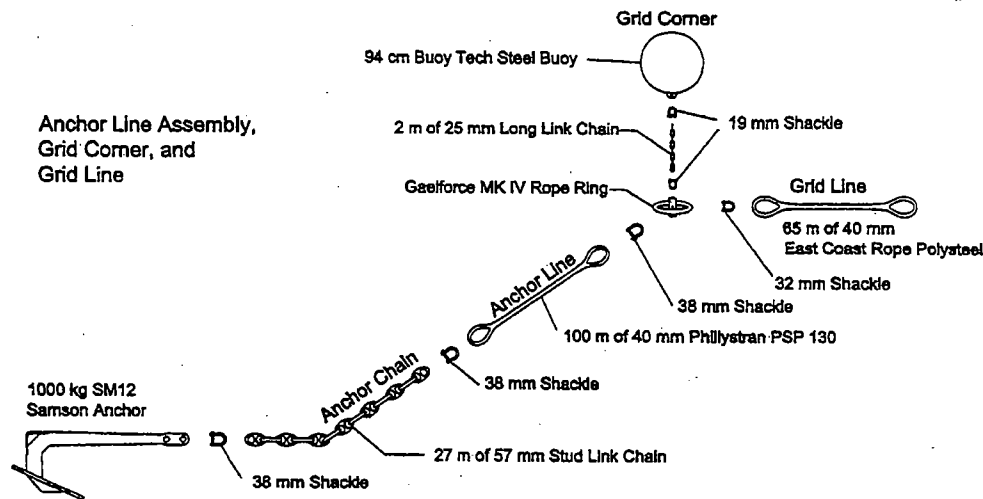 Grid Corner
94 cm Buoy Tech Steel Buoy
Anchor Line Assembly,
Grid Corner, and
Grid Line
2 m of 25 mm Long Link Chain
19 mm Shackle
Gaelforce MK IV Rope Ring
Grid Line
65 m of 40 mm
East Coast Rope Polysteel
32 mm Shackle
38 mm Shackle
Anchor Line
100 m of 40 mm Phillystran PSP 130
38 mm Shackle
Anchor Chain
1000 kg SM12
Samson Anchor
27 m of 57 mm Stud Link Chain
38 mm Shackle